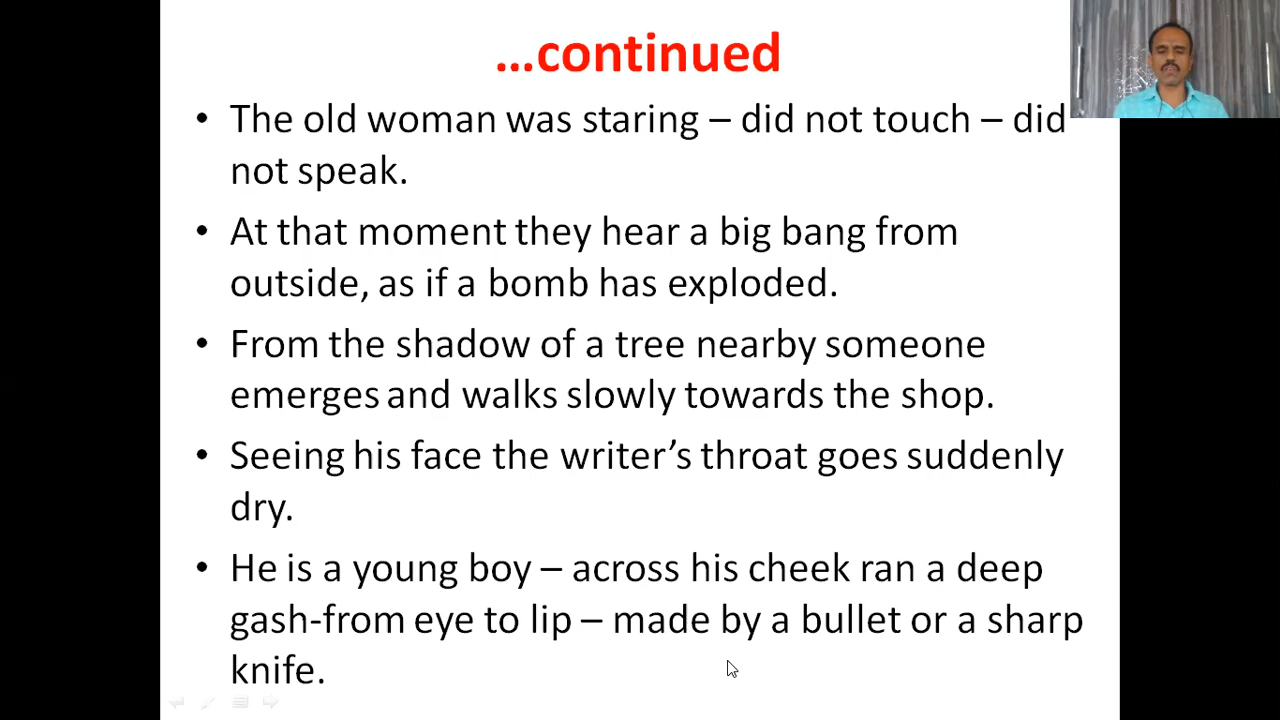 …continued
• The old woman was staring – did not touch – did
not speak.
• At that moment they hear a big bang from
outside, as if a bomb has exploded.
• From the shadow of a tree nearby someone
emerges and walks slowly towards the shop.
• Seeing his face the writer’s throat goes suddenly
dry.
• He is a young boy – across his cheek ran a deep
gash-from eye to lip – made by a bullet or a sharp
knife.